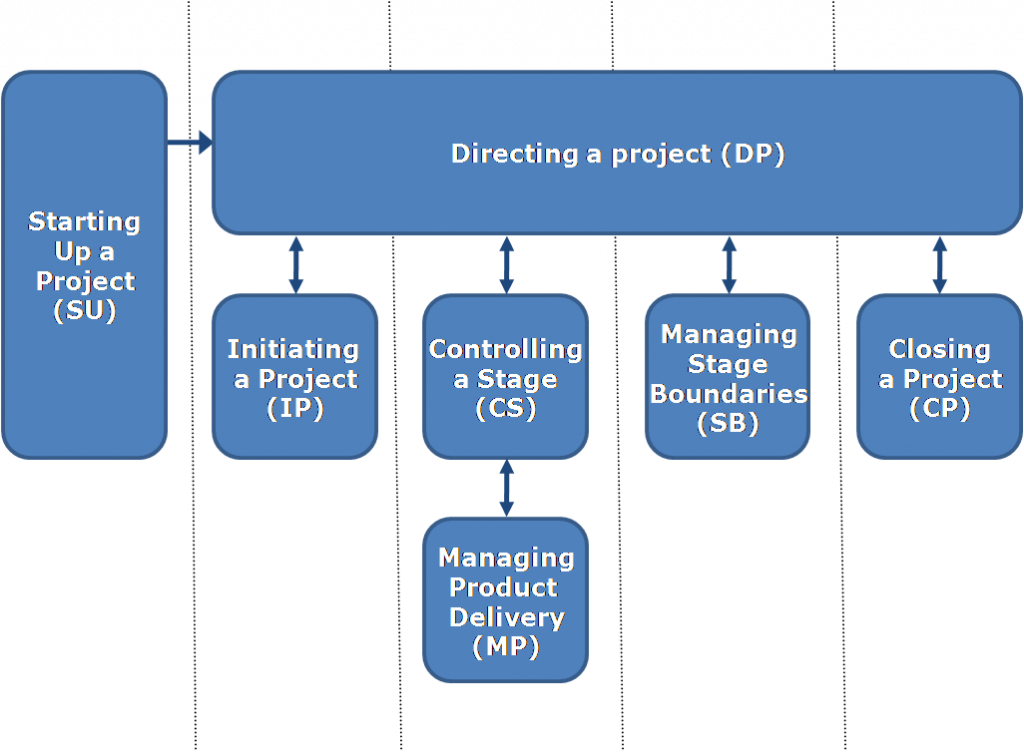 Directing a project (DP)
Starting
Up a
Project
(SU)
Initiating
a Project
(IP)
Controlling
a Stage
(CS)
Managing
Stage
Boundaries
(SB)
Closing
a Project
(CP)
Managing
Product
Delivery
(MP)